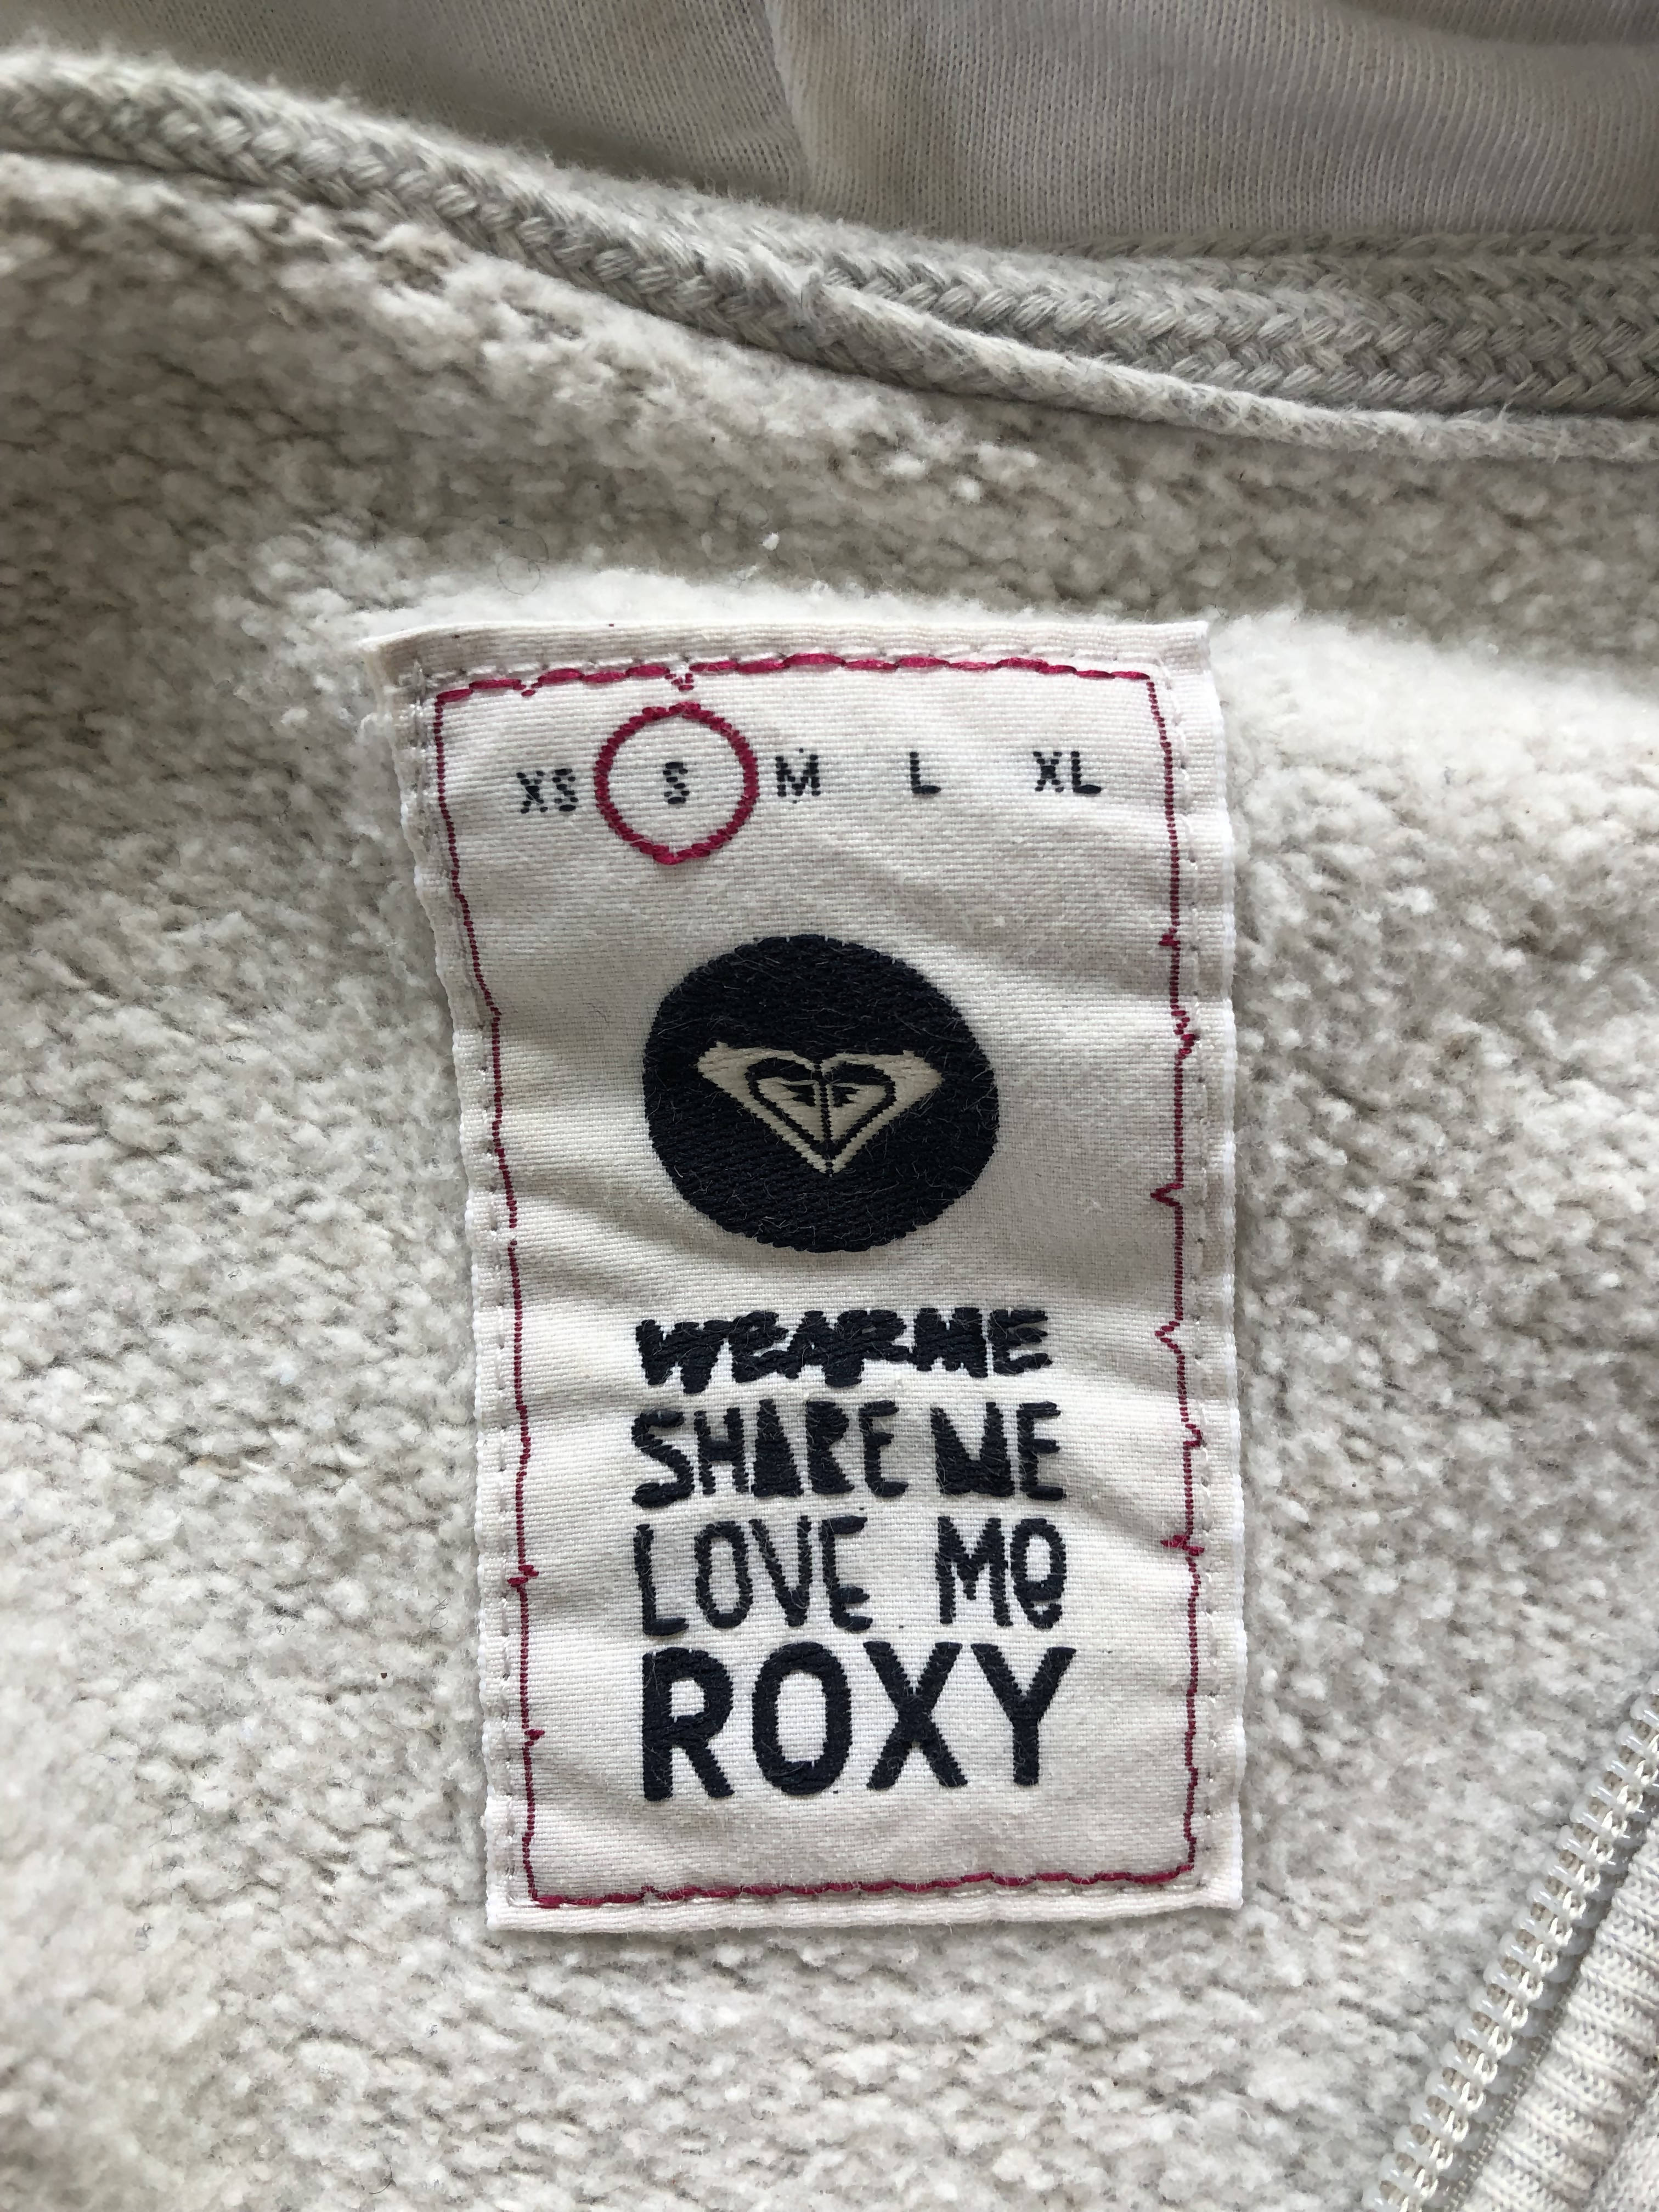 XS S M L XL
WEAR ME
SHARE ME
LOVE Me
ROXY